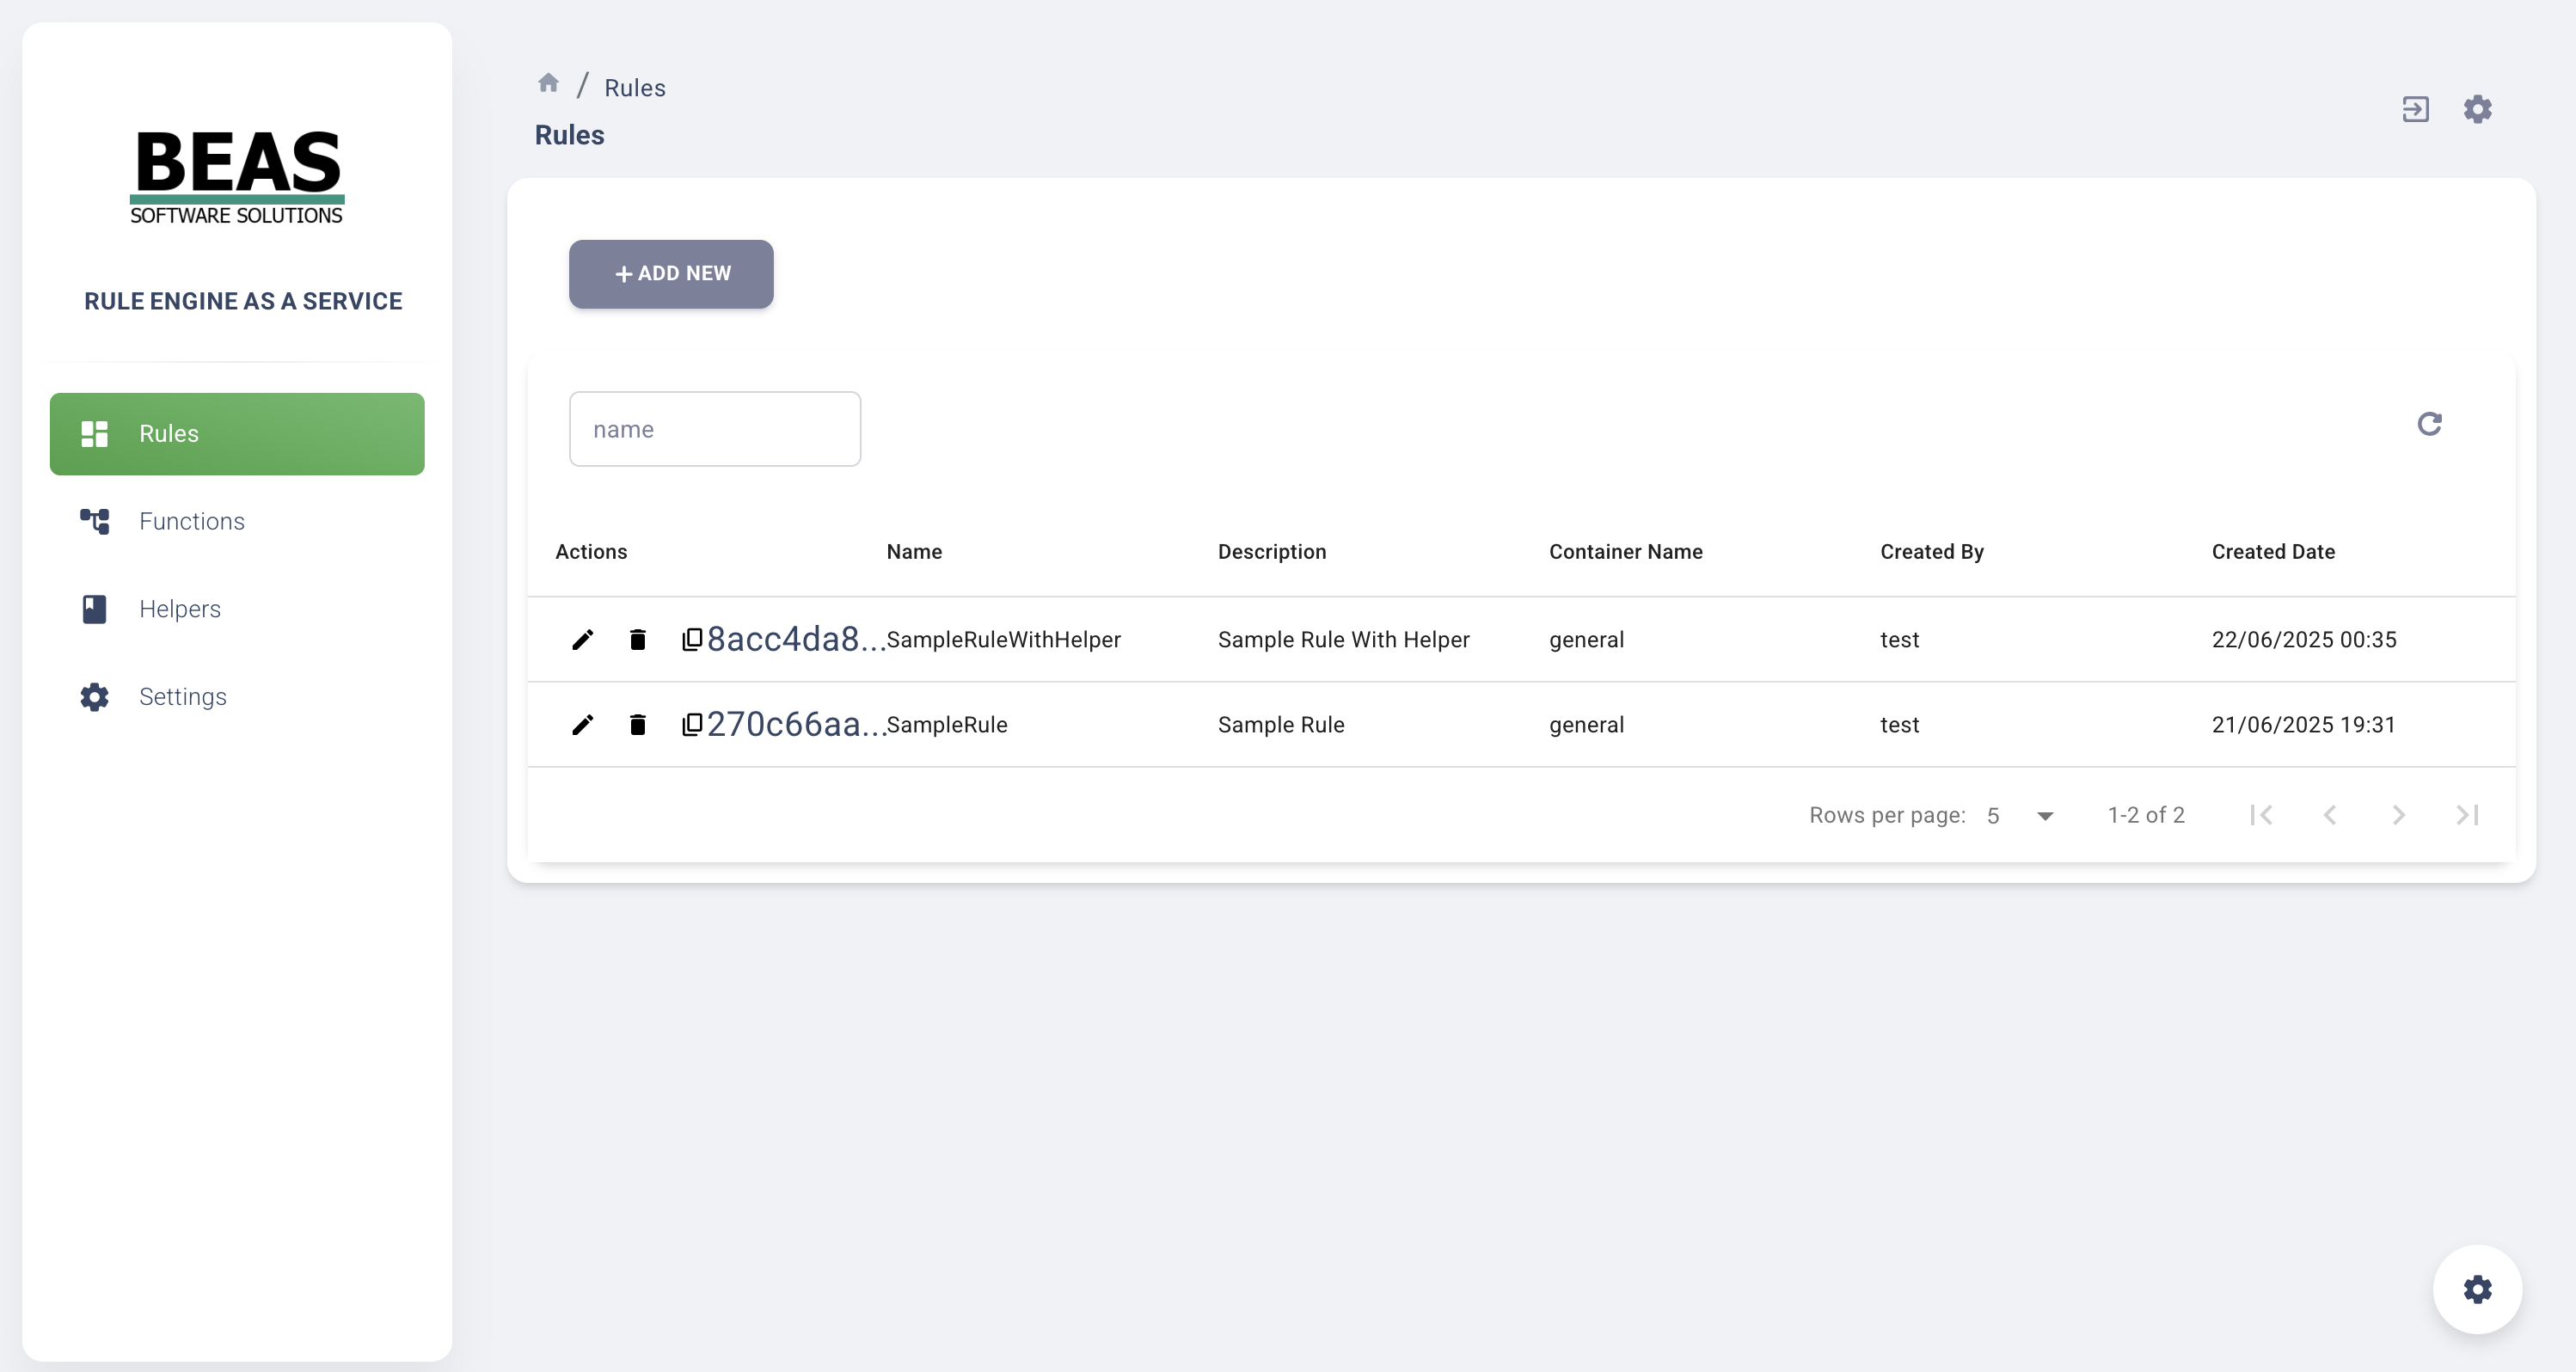 BEAS
SOFTWARE SOLUTIONS
RULE ENGINE AS A SERVICE
Rules
Functions
Helpers
Settings
/ Rules
Rules
+ ADD NEW
name
Actions Name Description Container Name Created By Created Date
8acc4da8... SampleRuleWithHelper Sample Rule With Helper general test 22/06/2025 00:35
270c66aa... SampleRule Sample Rule general test 21/06/2025 19:31
Rows per page: 5 1-2 of 2